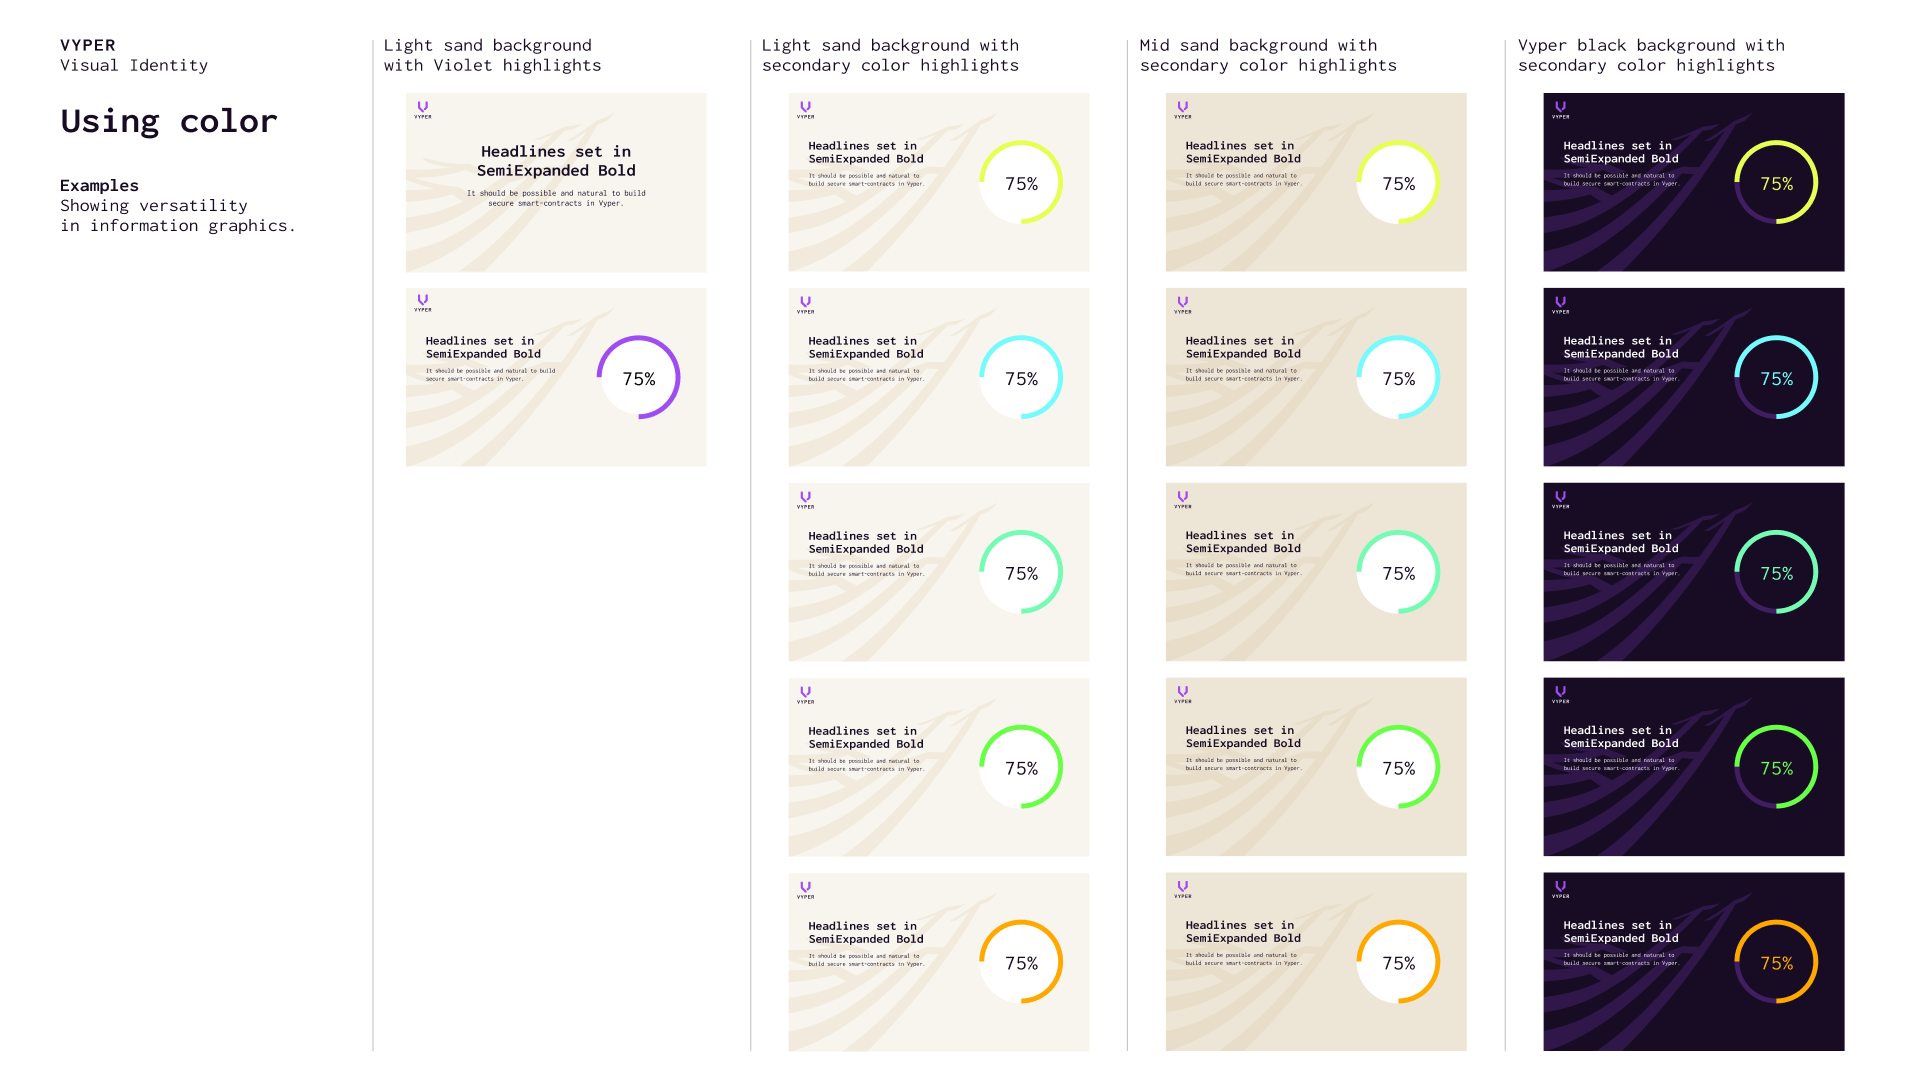 VYPER
Visual Identity
Using color
Examples
Showing versatility
in information graphics.
Light sand background
with Violet highlights
VYPER
Headlines set in
SemiExpanded Bold
It should be possible and natural to build
secure smart-contracts in Vyper.
VYPER
Headlines set in
SemiExpanded Bold
It should be possible and natural to build
secure smart-contracts in Vyper.
75%
Light sand background with
secondary color highlights
VYPER
Headlines set in
SemiExpanded Bold
It should be possible and natural to
build secure smart-contracts in Vyper.
75%
VYPER
Headlines set in
SemiExpanded Bold
It should be possible and natural to
build secure smart-contracts in Vyper.
75%
VYPER
Headlines set in
SemiExpanded Bold
It should be possible and natural to
build secure smart-contracts in Vyper.
75%
VYPER
Headlines set in
SemiExpanded Bold
It should be possible and natural to
build secure smart-contracts in Vyper.
75%
VYPER
Headlines set in
SemiExpanded Bold
It should be possible and natural to
build secure smart-contracts in Vyper.
75%
Mid sand background with
secondary color highlights
VYPER
Headlines set in
SemiExpanded Bold
It should be possible and natural to
build secure smart-contracts in Vyper.
75%
VYPER
Headlines set in
SemiExpanded Bold
It should be possible and natural to
build secure smart-contracts in Vyper.
75%
VYPER
Headlines set in
SemiExpanded Bold
It should be possible and natural to
build secure smart-contracts in Vyper.
75%
VYPER
Headlines set in
SemiExpanded Bold
It should be possible and natural to
build secure smart-contracts in Vyper.
75%
VYPER
Headlines set in
SemiExpanded Bold
It should be possible and natural to
build secure smart-contracts in Vyper.
75%
Vyper black background with
secondary color highlights
VYPER
Headlines set in
SemiExpanded Bold
It should be possible and natural to
build secure smart-contracts in Vyper.
75%
VYPER
Headlines set in
SemiExpanded Bold
It should be possible and natural to
build secure smart-contracts in Vyper.
75%
VYPER
Headlines set in
SemiExpanded Bold
It should be possible and natural to
build secure smart-contracts in Vyper.
75%
VYPER
Headlines set in
SemiExpanded Bold
It should be possible and natural to
build secure smart-contracts in Vyper.
75%
VYPER
Headlines set in
SemiExpanded Bold
It should be possible and natural to
build secure smart-contracts in Vyper.
75%